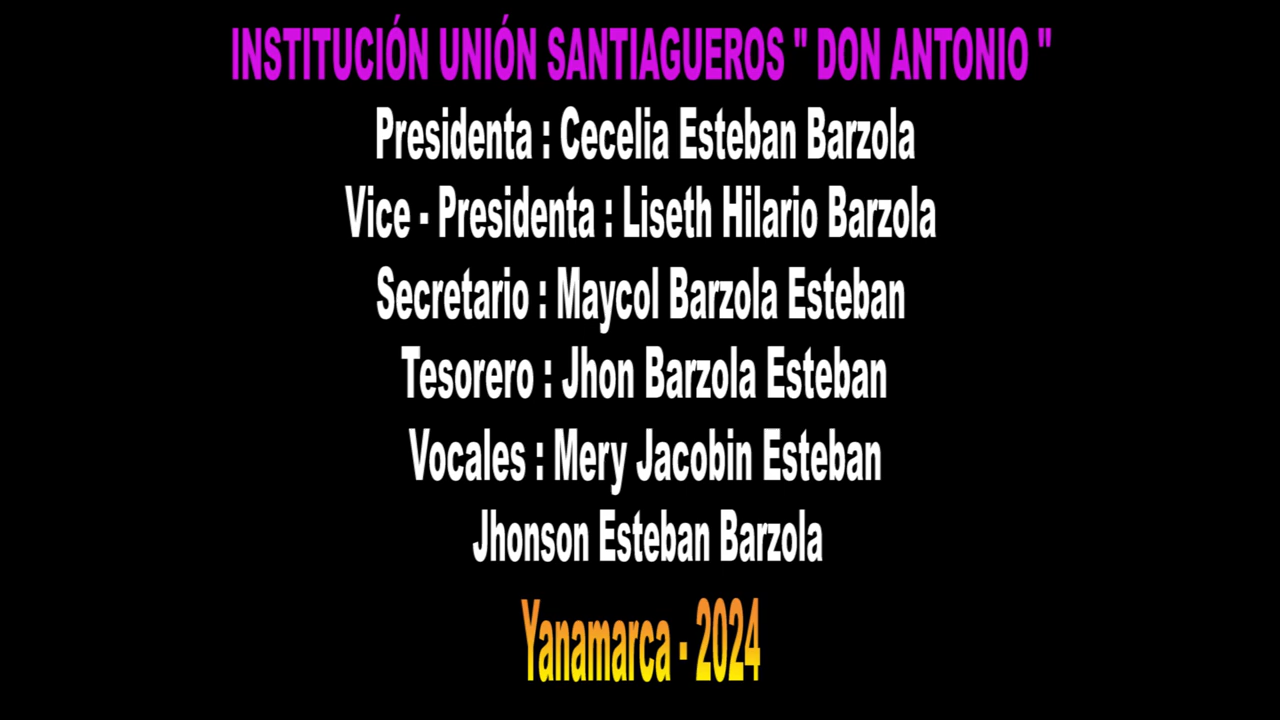 INSTITUCIÓN UNIÓN SANTIAGUEROS " DON ANTONIO "
Presidenta : Cecelia Esteban Barzola
Vice - Presidenta : Liseth Hilario Barzola
Secretario : Maycol Barzola Esteban
Tesorero : Jhon Barzola Esteban
Vocales : Mery Jacobin Esteban
Jhonson Esteban Barzola
Yanamarca - 2024